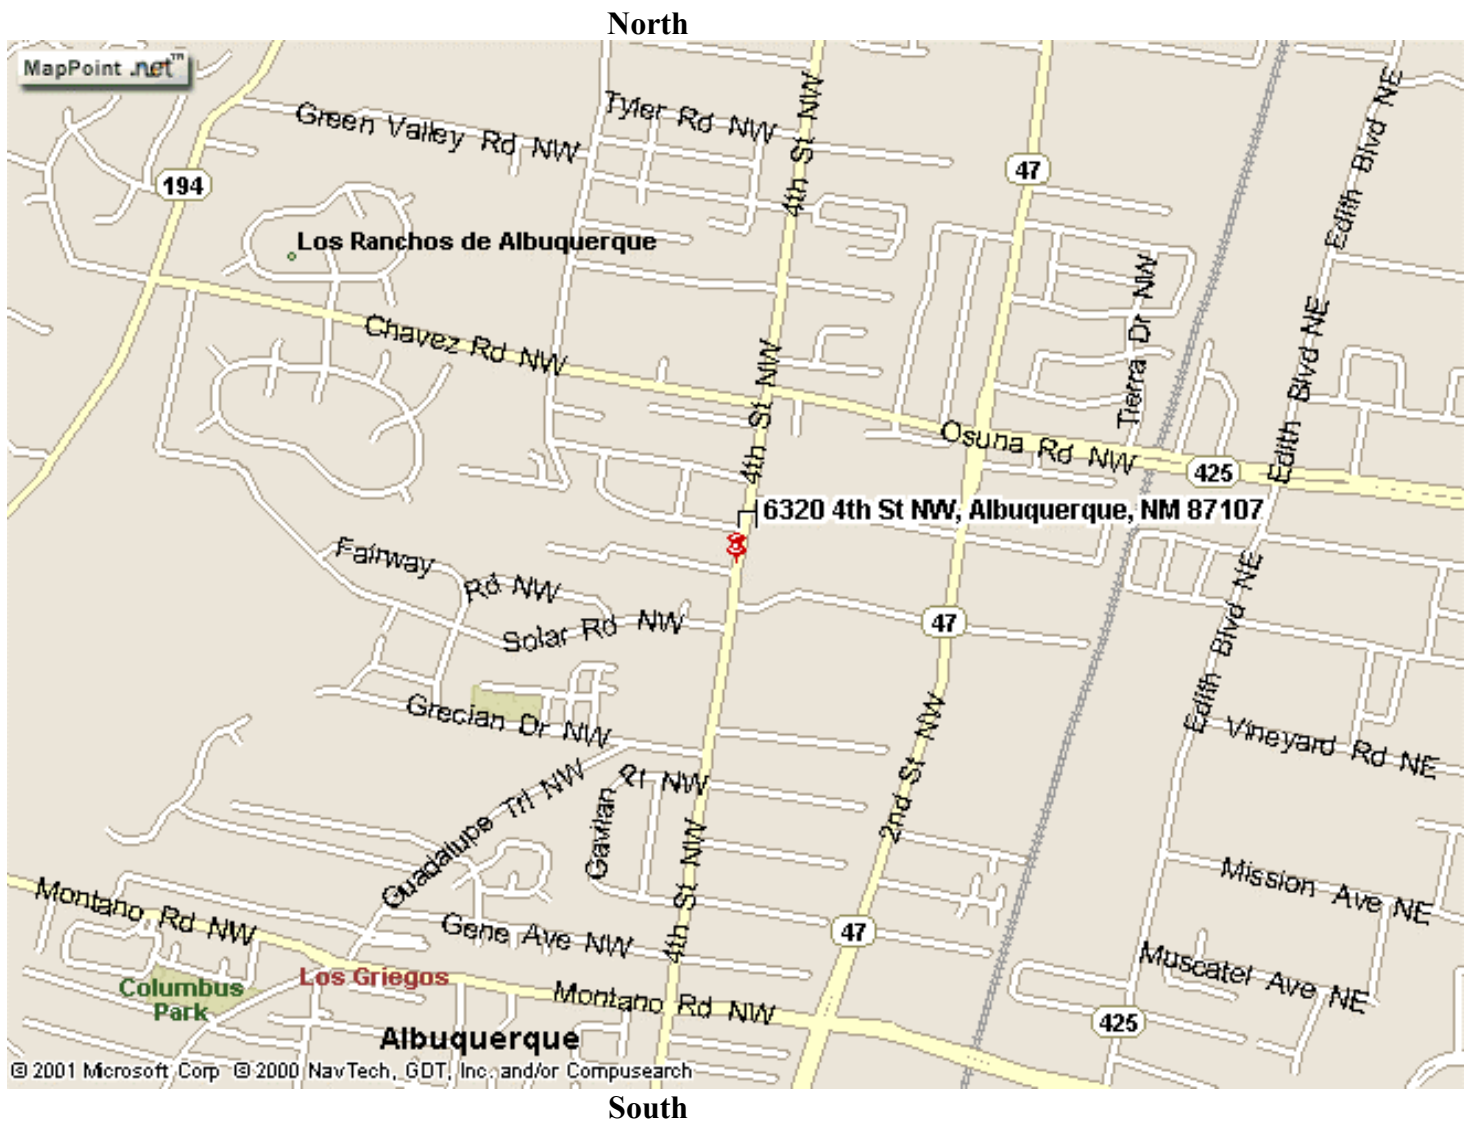 North
MapPoint .net™
Green Valley Rd NW
Tyler Rd NW
4th St NW
47
Edith Blvd NE
194
Los Ranchos de Albuquerque
Tierra Dr NW
Chavez Rd NW
4th St NW
Edith Blvd NE
Osuna Rd NW
425
6320 4th St NW, Albuquerque, NM 87107
Fairway Rd NW
Solar Rd NW
47
Edith Blvd NE
Grecian Dr NW
2nd St NW
Vineyard Rd NE
Guadalupe Trl NW
Gavilan Pl NW
4th St NW
Mission Ave NE
Montano Rd NW
Gene Ave NW
47
Muscatel Ave NE
Columbus
Park
Los Griegos
Montano Rd NW
425
Albuquerque
© 2001 Microsoft Corp © 2000 NavTech, GDT, Inc. and/or Compusearch
South